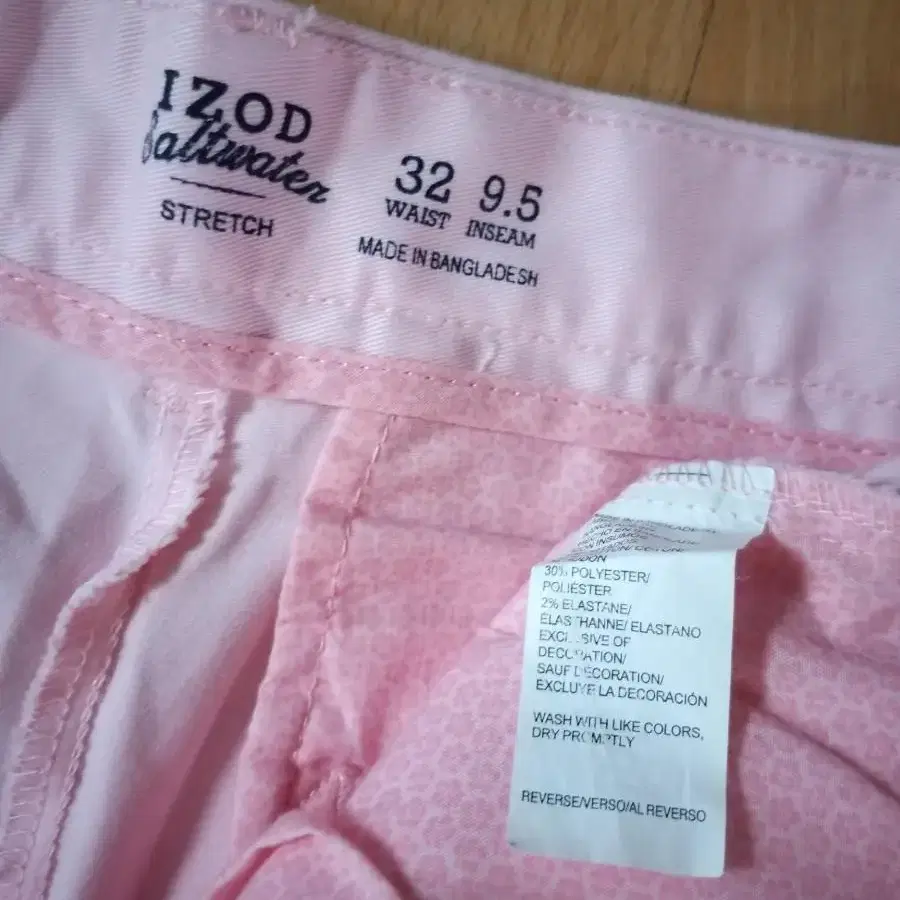 IZOD
Saltwater
STRETCH
32 9.5
WAIST INSEAM
MADE IN BANGLADESH
30% POLYESTER/
POLIÉSTER
2% ELASTANE/
ELASTHANNE/ ELASTANO
EXCLUSIVE OF
DECORATION/
SAUF DECORATION/
EXCLUYE LA DECORACIÓN
WASH WITH LIKE COLORS,
DRY PROMPTLY
REVERSE/VERSO/AL REVERSO